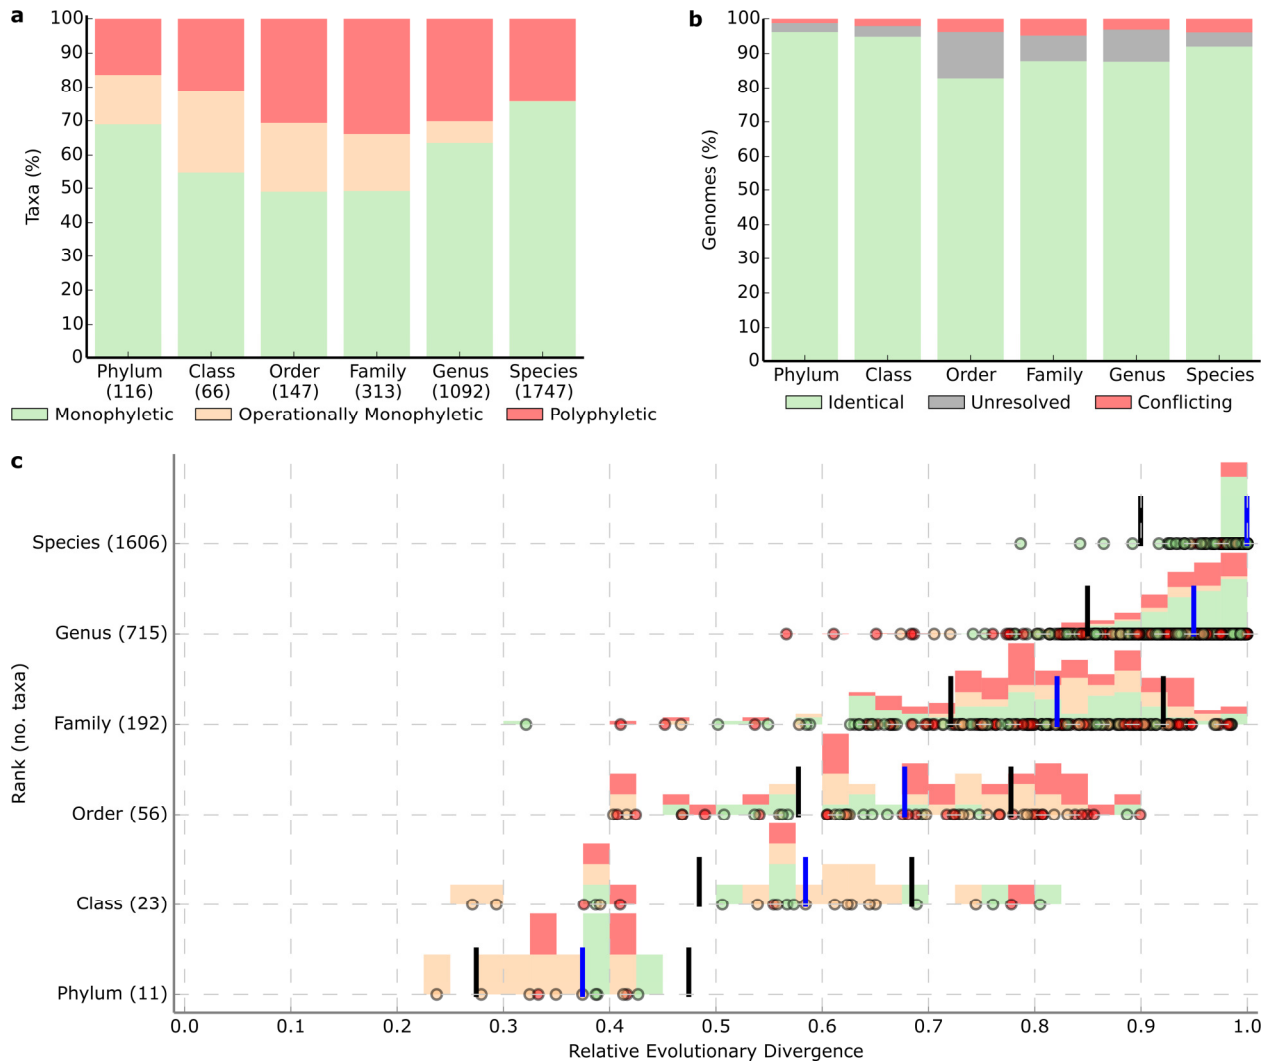 a
100
90
80
70
60
50
40
30
20
10
0
Taxa (%)
Phylum Class Order Family Genus Species
(116) (66) (147) (313) (1092) (1747)
Monophyletic Operationally Monophyletic Polyphyletic
b
100
90
80
70
60
50
40
30
20
10
0
Genomes (%)
Phylum Class Order Family Genus Species
Identical Unresolved Conflicting
c
Rank (no. taxa)
Species (1606)
Genus (715)
Family (192)
Order (56)
Class (23)
Phylum (11)
0.0 0.1 0.2 0.3 0.4 0.5 0.6 0.7 0.8 0.9 1.0
Relative Evolutionary Divergence